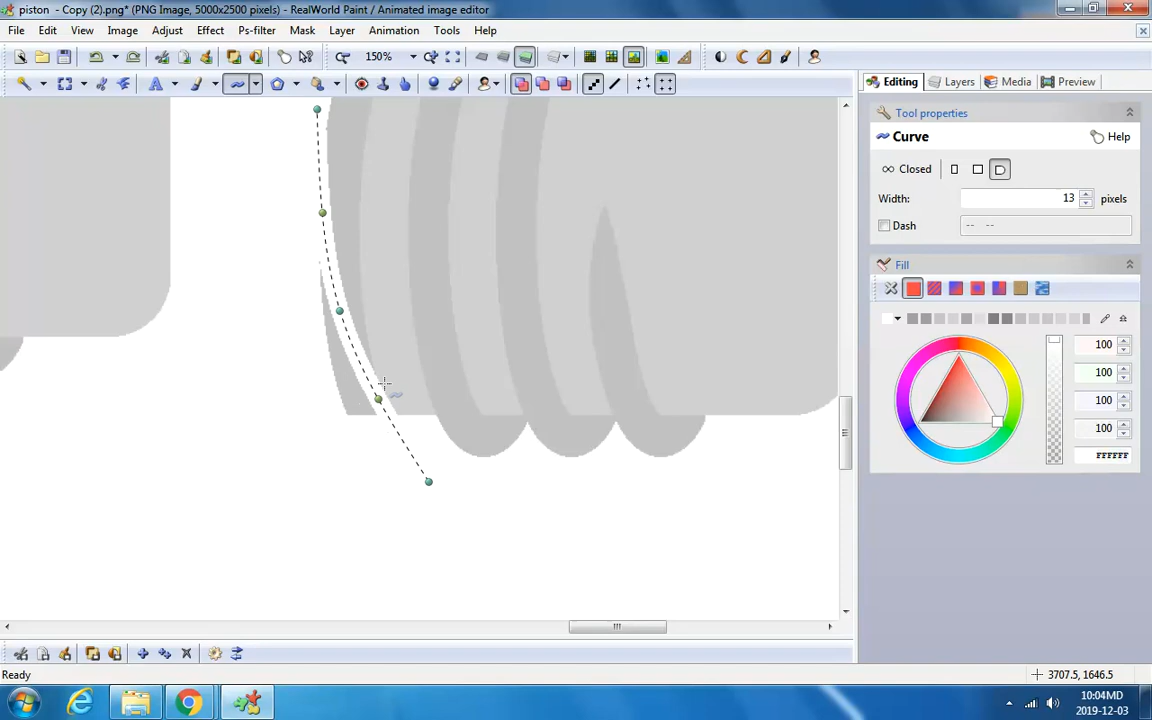 piston  - Copy (2).png* (PNG Image, 5000x2500 pixels) - RealWorld Paint / Animated image editor
File Edit View Image Adjust Effect Ps-filter Mask Layer Animation Tools Help
150%
Editing Layers Media Preview
Tool properties
Curve Help
Closed
Width: 13 pixels
Dash -- --
Fill
100
100
100
100
FFFFFF
Ready 3707.5, 1646.5
10:04MD
2019-12-03